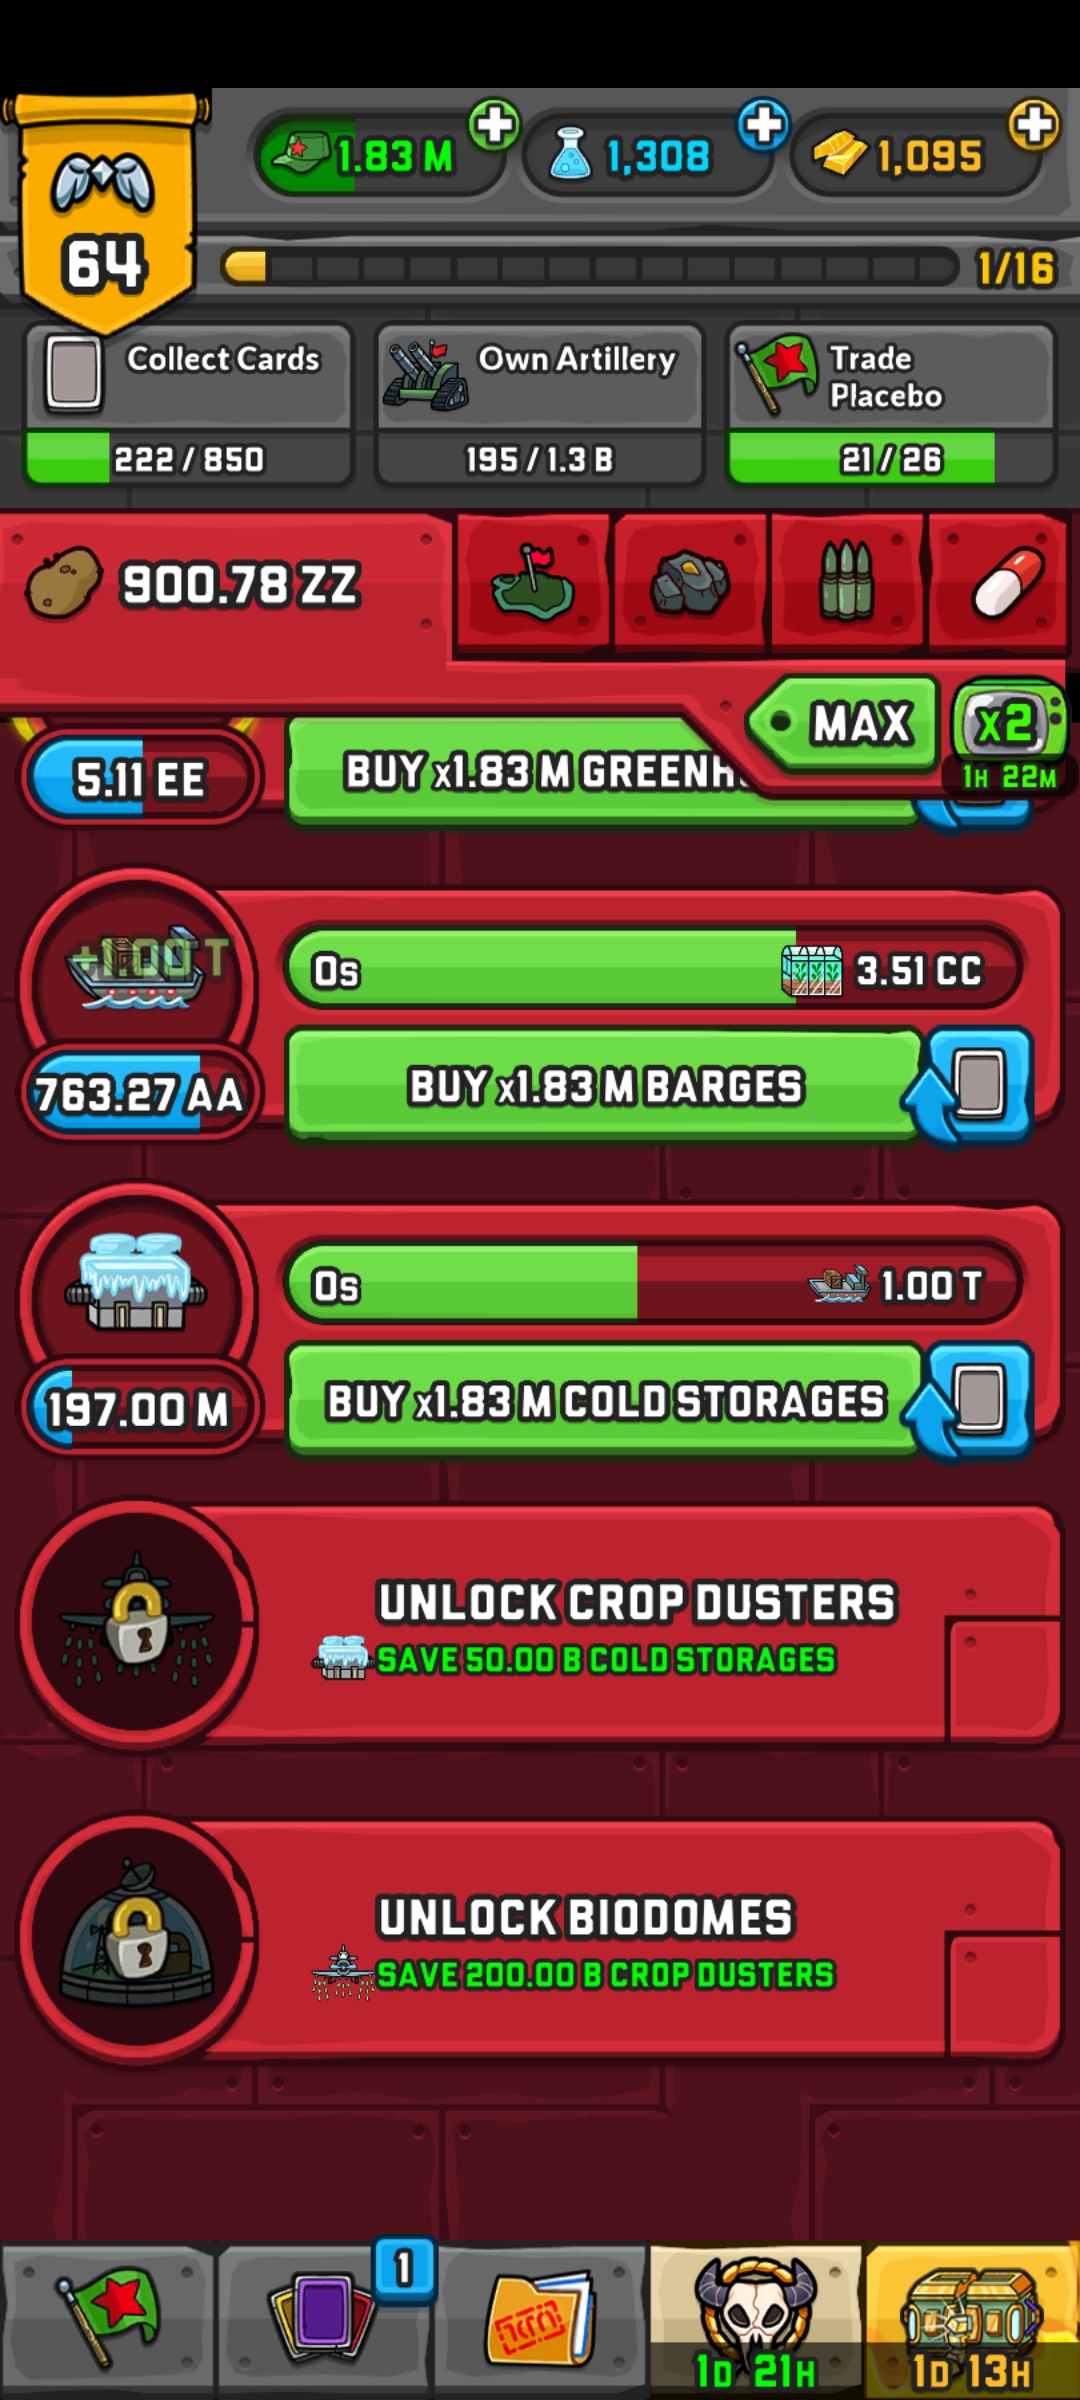 64
1.83 M
1,308
1,095
1/16
Collect Cards
222 / 850
Own Artillery
195 / 1.3 B
Trade
Placebo
21 / 26
900.78 ZZ
MAX
x2
1H 22M
5.11 EE
BUY x1.83 M GREENH
+1.00 T
0s
3.51 CC
763.27 AA
BUY x1.83 M BARGES
0s
1.00 T
197.00 M
BUY x1.83 M COLD STORAGES
UNLOCK CROP DUSTERS
SAVE 50.00 B COLD STORAGES
UNLOCK BIODOMES
SAVE 200.00 B CROP DUSTERS
1
1D 21H
1D 13H